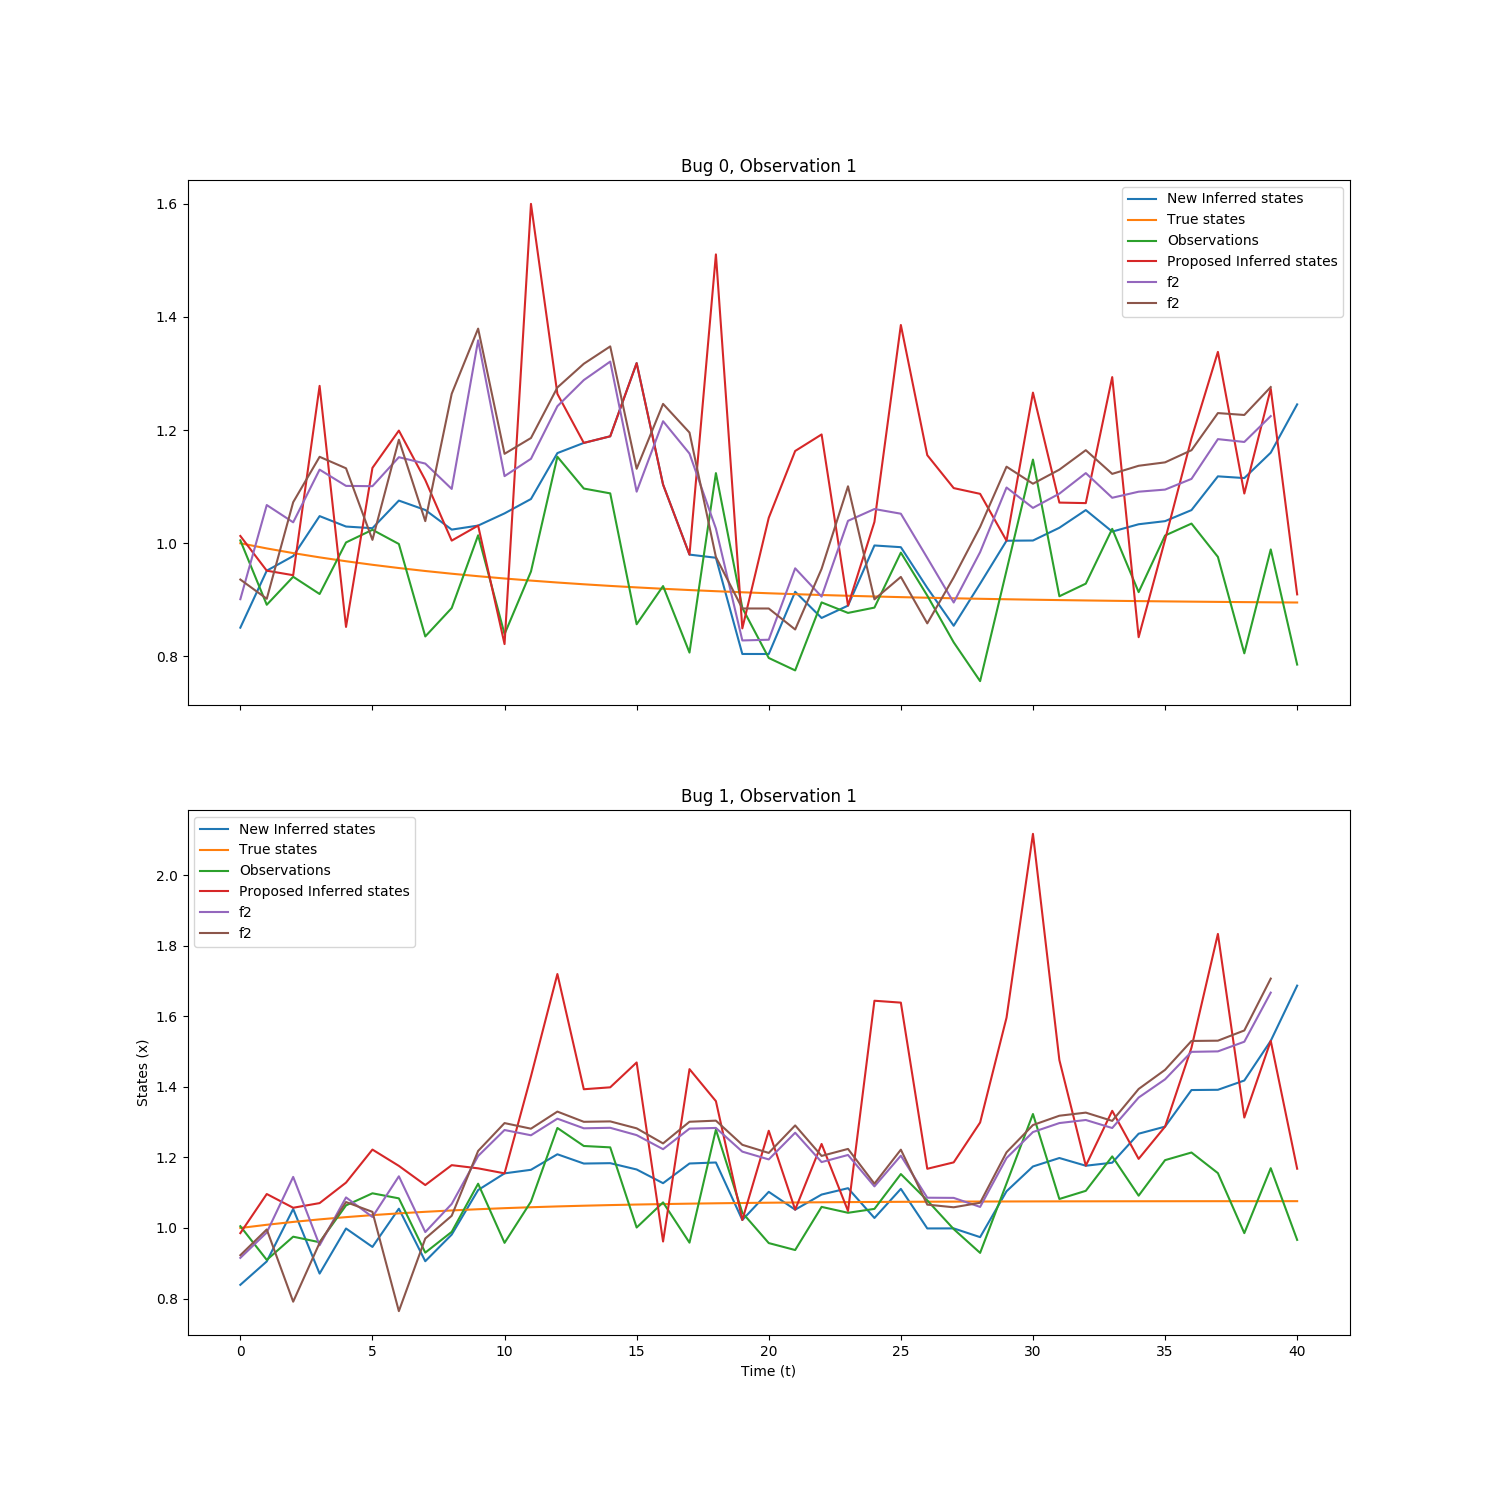 Bug 0, Observation 1
1.6
1.4
1.2
1.0
0.8
New Inferred states
True states
Observations
Proposed Inferred states
f2
f2
Bug 1, Observation 1
States (x)
2.0
1.8
1.6
1.4
1.2
1.0
0.8
New Inferred states
True states
Observations
Proposed Inferred states
f2
f2
0 5 10 15 20 25 30 35 40
Time (t)